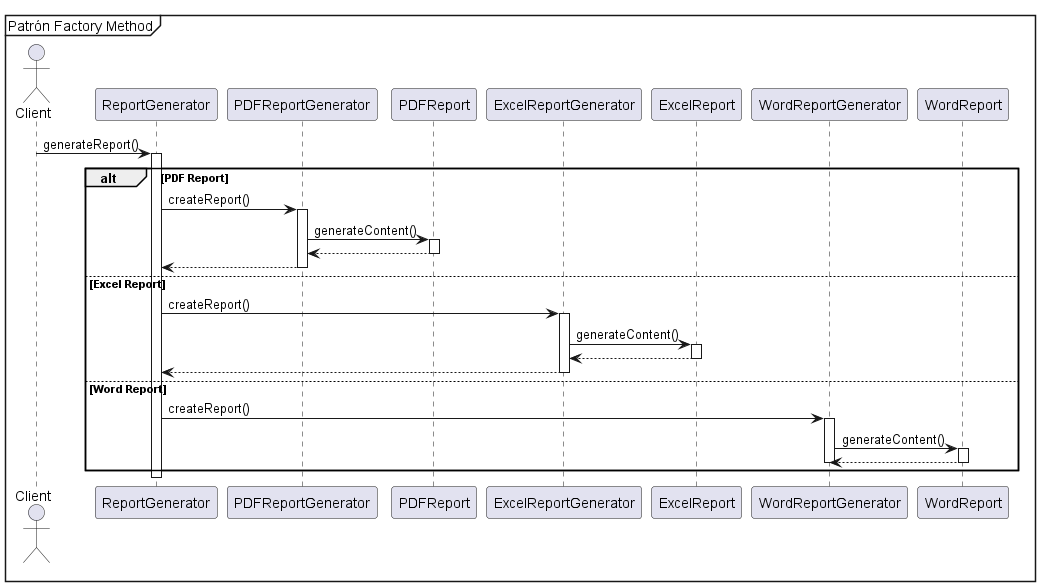 Patrón Factory Method
Client
ReportGenerator PDFReportGenerator PDFReport ExcelReportGenerator ExcelReport WordReportGenerator WordReport
generateReport()
alt [PDF Report]
createReport()
generateContent()
[Excel Report]
createReport()
generateContent()
[Word Report]
createReport()
generateContent()
Client
ReportGenerator PDFReportGenerator PDFReport ExcelReportGenerator ExcelReport WordReportGenerator WordReport